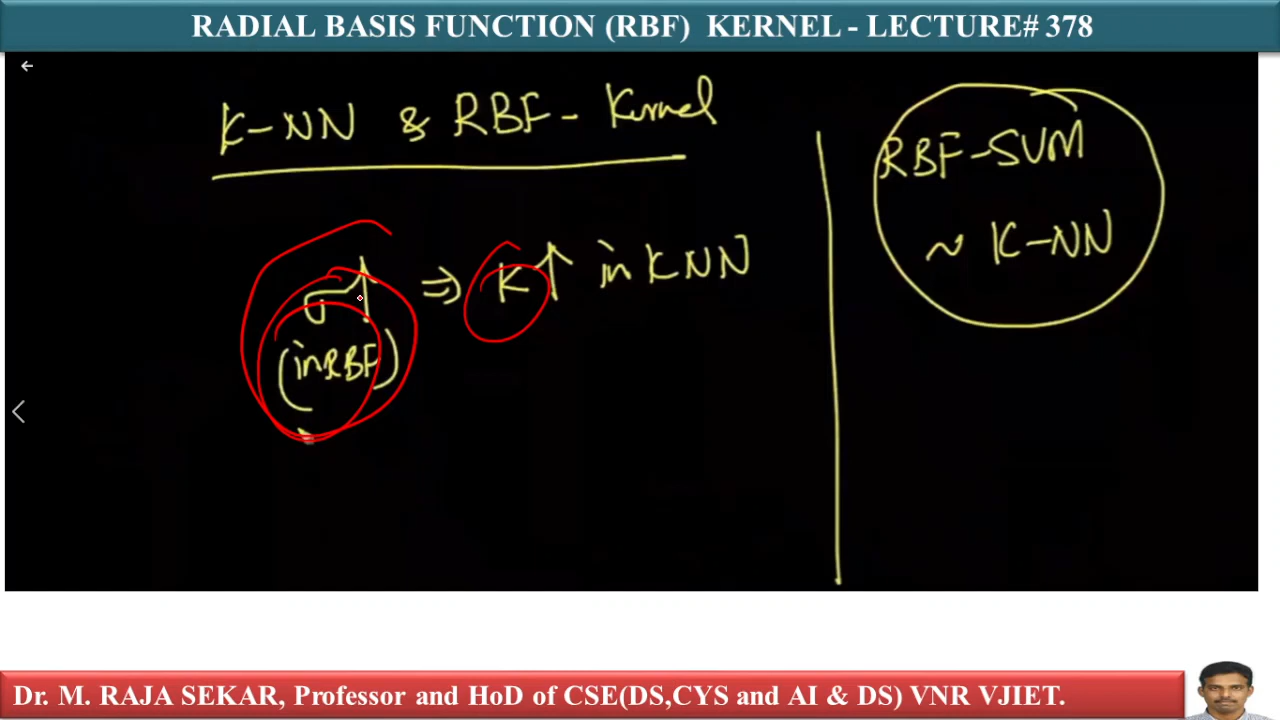 RADIAL BASIS FUNCTION (RBF) KERNEL - LECTURE# 378
K-NN & RBF- Kernel
σ↑ ⇒ K↑ in KNN
(in RBF)
RBF-SVM
~ K-NN
Dr. M. RAJA SEKAR, Professor and HoD of CSE(DS,CYS and AI & DS) VNR VJIET.